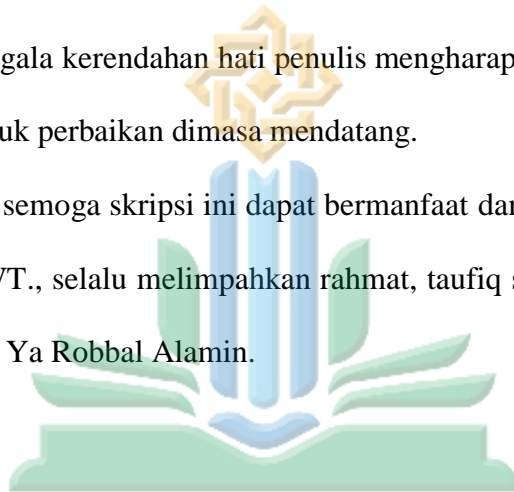 gala kerendahan hati penulis mengharap
uk perbaikan dimasa mendatang.
semoga skripsi ini dapat bermanfaat dan
VT., selalu melimpahkan rahmat, taufiq s
Ya Robbal Alamin.